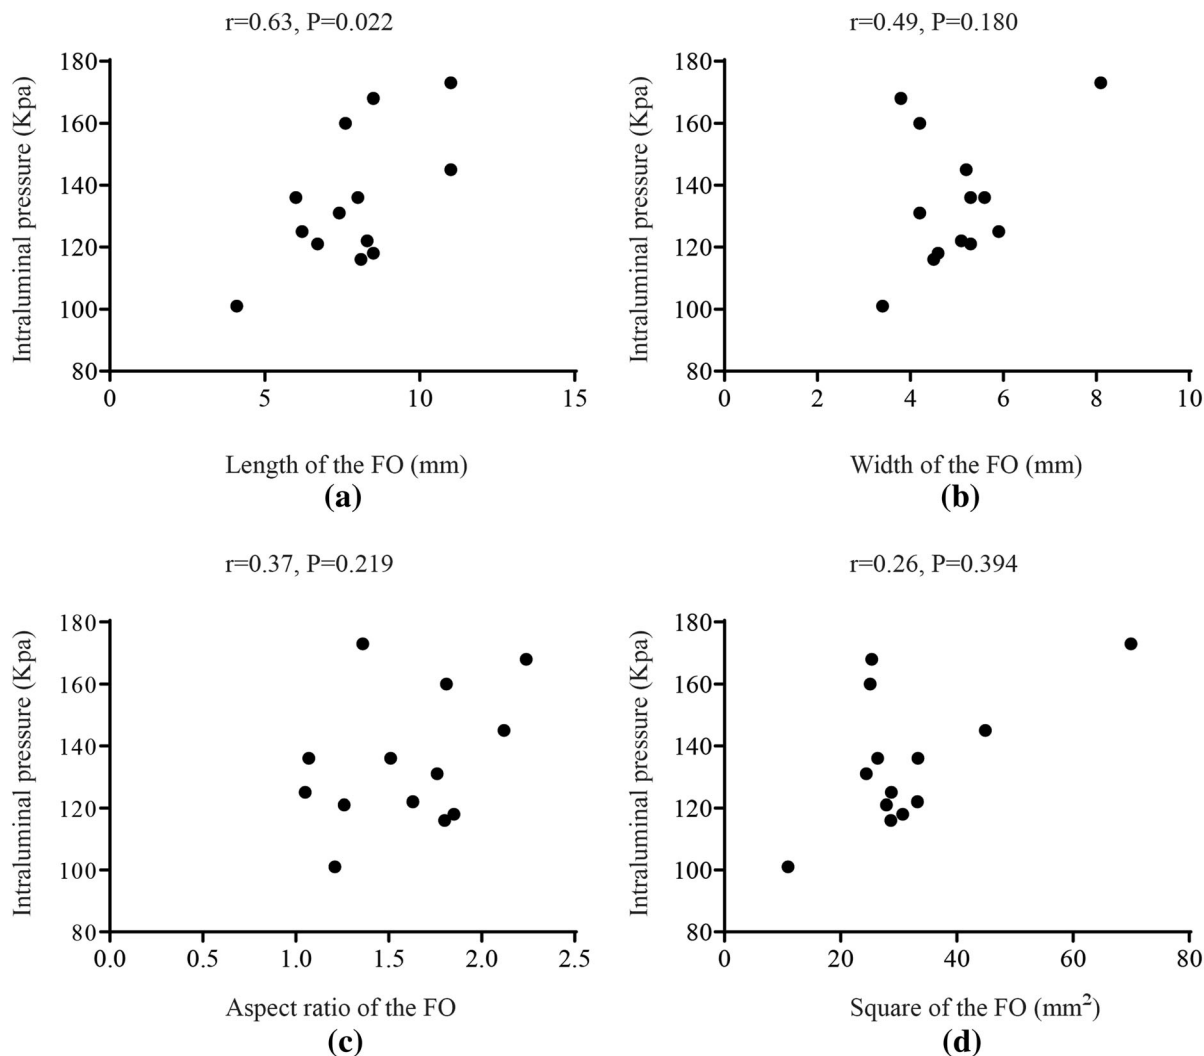 r=0.63, P=0.022
Intraluminal pressure (Kpa)
180
160
140
120
100
80
0 5 10 15
Length of the FO (mm)
(a)
r=0.49, P=0.180
Intraluminal pressure (Kpa)
180
160
140
120
100
80
0 2 4 6 8 10
Width of the FO (mm)
(b)
r=0.37, P=0.219
Intraluminal pressure (Kpa)
180
160
140
120
100
80
0.0 0.5 1.0 1.5 2.0 2.5
Aspect ratio of the FO
(c)
r=0.26, P=0.394
Intraluminal pressure (Kpa)
180
160
140
120
100
80
0 20 40 60 80
Square of the FO (mm²)
(d)